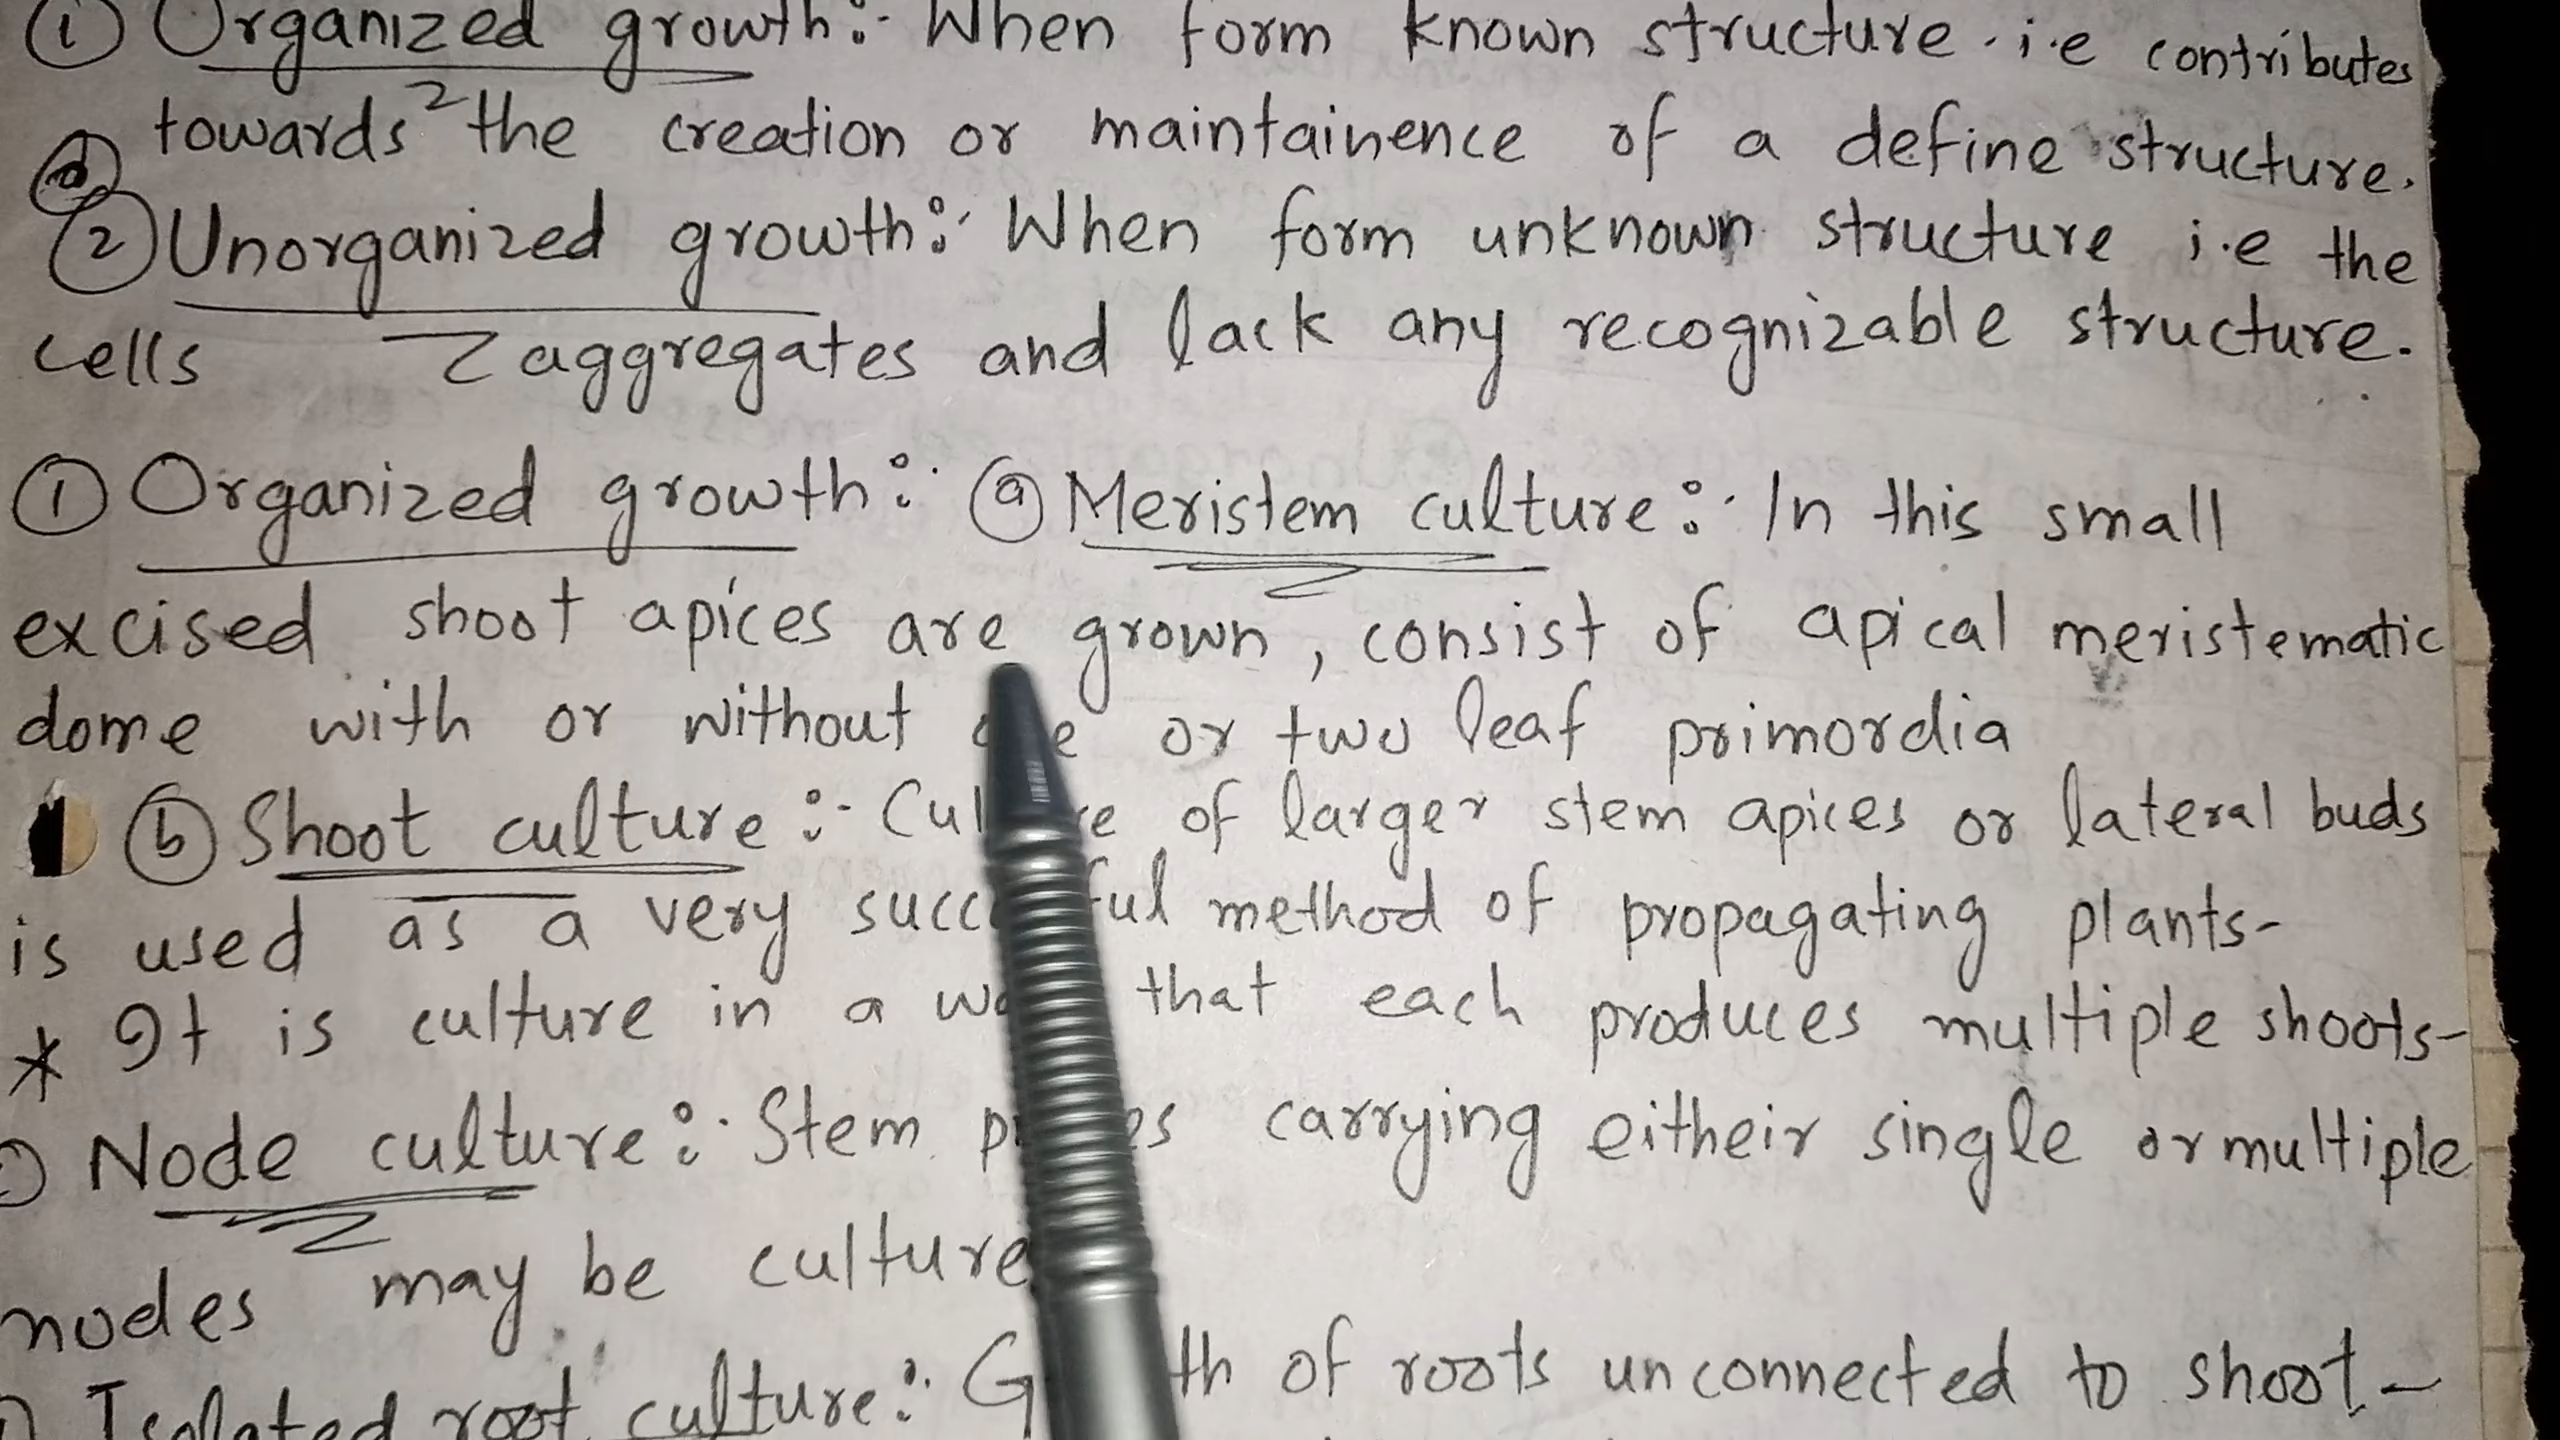 ① Organized growth:- When form known structure. i.e contributes
towards the creation or maintainence of a define structure.
② Unorganized growth:- When form unknown structure i.e the
cells aggregates and lack any recognizable structure.
① Organized growth:- ⓐ Meristem culture:- In this small
excised shoot apices are grown, consist of apical meristematic
dome with or without or two leaf primordia
ⓑ Shoot culture:- of larger stem apices or lateral buds
is used as a very method of propagating plants-
* It is culture in a that each produces multiple shoots-
Node culture:- Stem carrying eitheir single or multiple
nodes may be culture
Isolated root culture:- of roots unconnected to shoot-